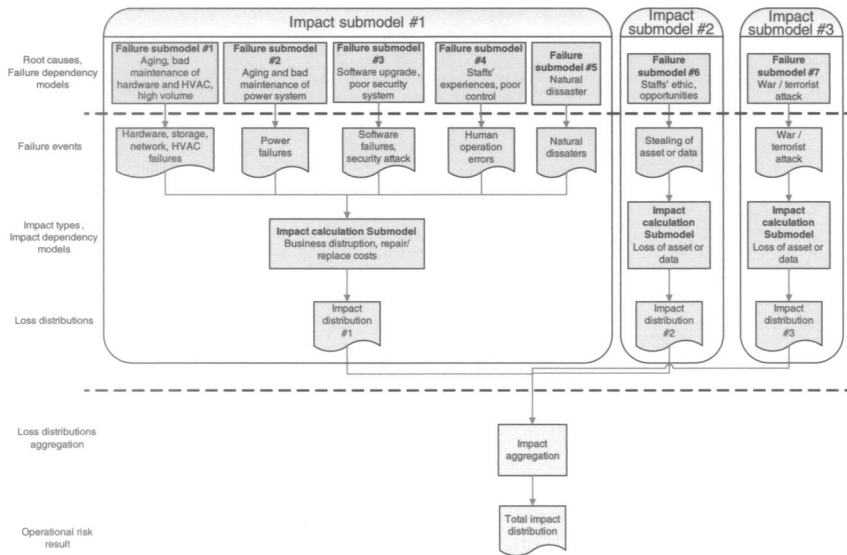 Impact submodel #1
Impact
submodel #2
Impact
submodel #3
Root causes,
Failure dependency
models
Failure submodel #1
Aging, bad
maintenance of
hardware and HVAC,
high volume
Failure submodel
#2
Aging and bad
maintenance of
power system
Failure submodel
#3
Software upgrade,
poor security
system
Failure submodel
#4
Staffs'
experiences, poor
control
Failure
submodel #5
Natural
dissaster
Failure
submodel #6
Staffs' ethic,
opportunities
Failure
submodel #7
War / terrorist
attack
Failure events
Hardware, storage,
network, HVAC
failures
Power
failures
Software
failures,
security attack
Human
operation
errors
Natural
dissaters
Stealing of
asset or data
War /
terrorist
attack
Impact types ,
Impact dependency
models
Impact calculation Submodel
Business distruption, repair/
replace costs
Impact
calculation
Submodel
Loss of asset or
data
Impact
calculation
Submodel
Loss of asset or
data
Loss distributions
Impact
distribution
#1
Impact
distribution
#2
Impact
distribution
#3
Loss distributions
aggregation
Impact
aggregation
Operational risk
result
Total impact
distribution